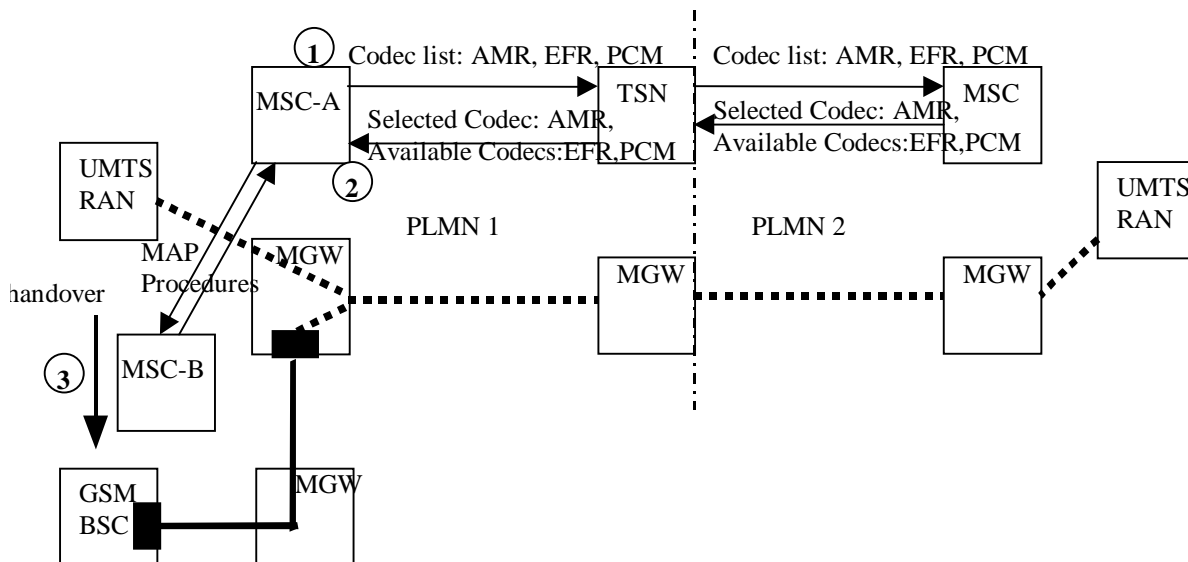 1
Codec list: AMR, EFR, PCM
Codec list: AMR, EFR, PCM
MSC-A
TSN
MSC
Selected Codec: AMR,
Available Codecs:EFR,PCM
Selected Codec: AMR,
Available Codecs:EFR,PCM
2
UMTS
RAN
UMTS
RAN
PLMN 1
PLMN 2
MAP
Procedures
MGW
MGW
MGW
handover
3
MSC-B
GSM
BSC
MGW